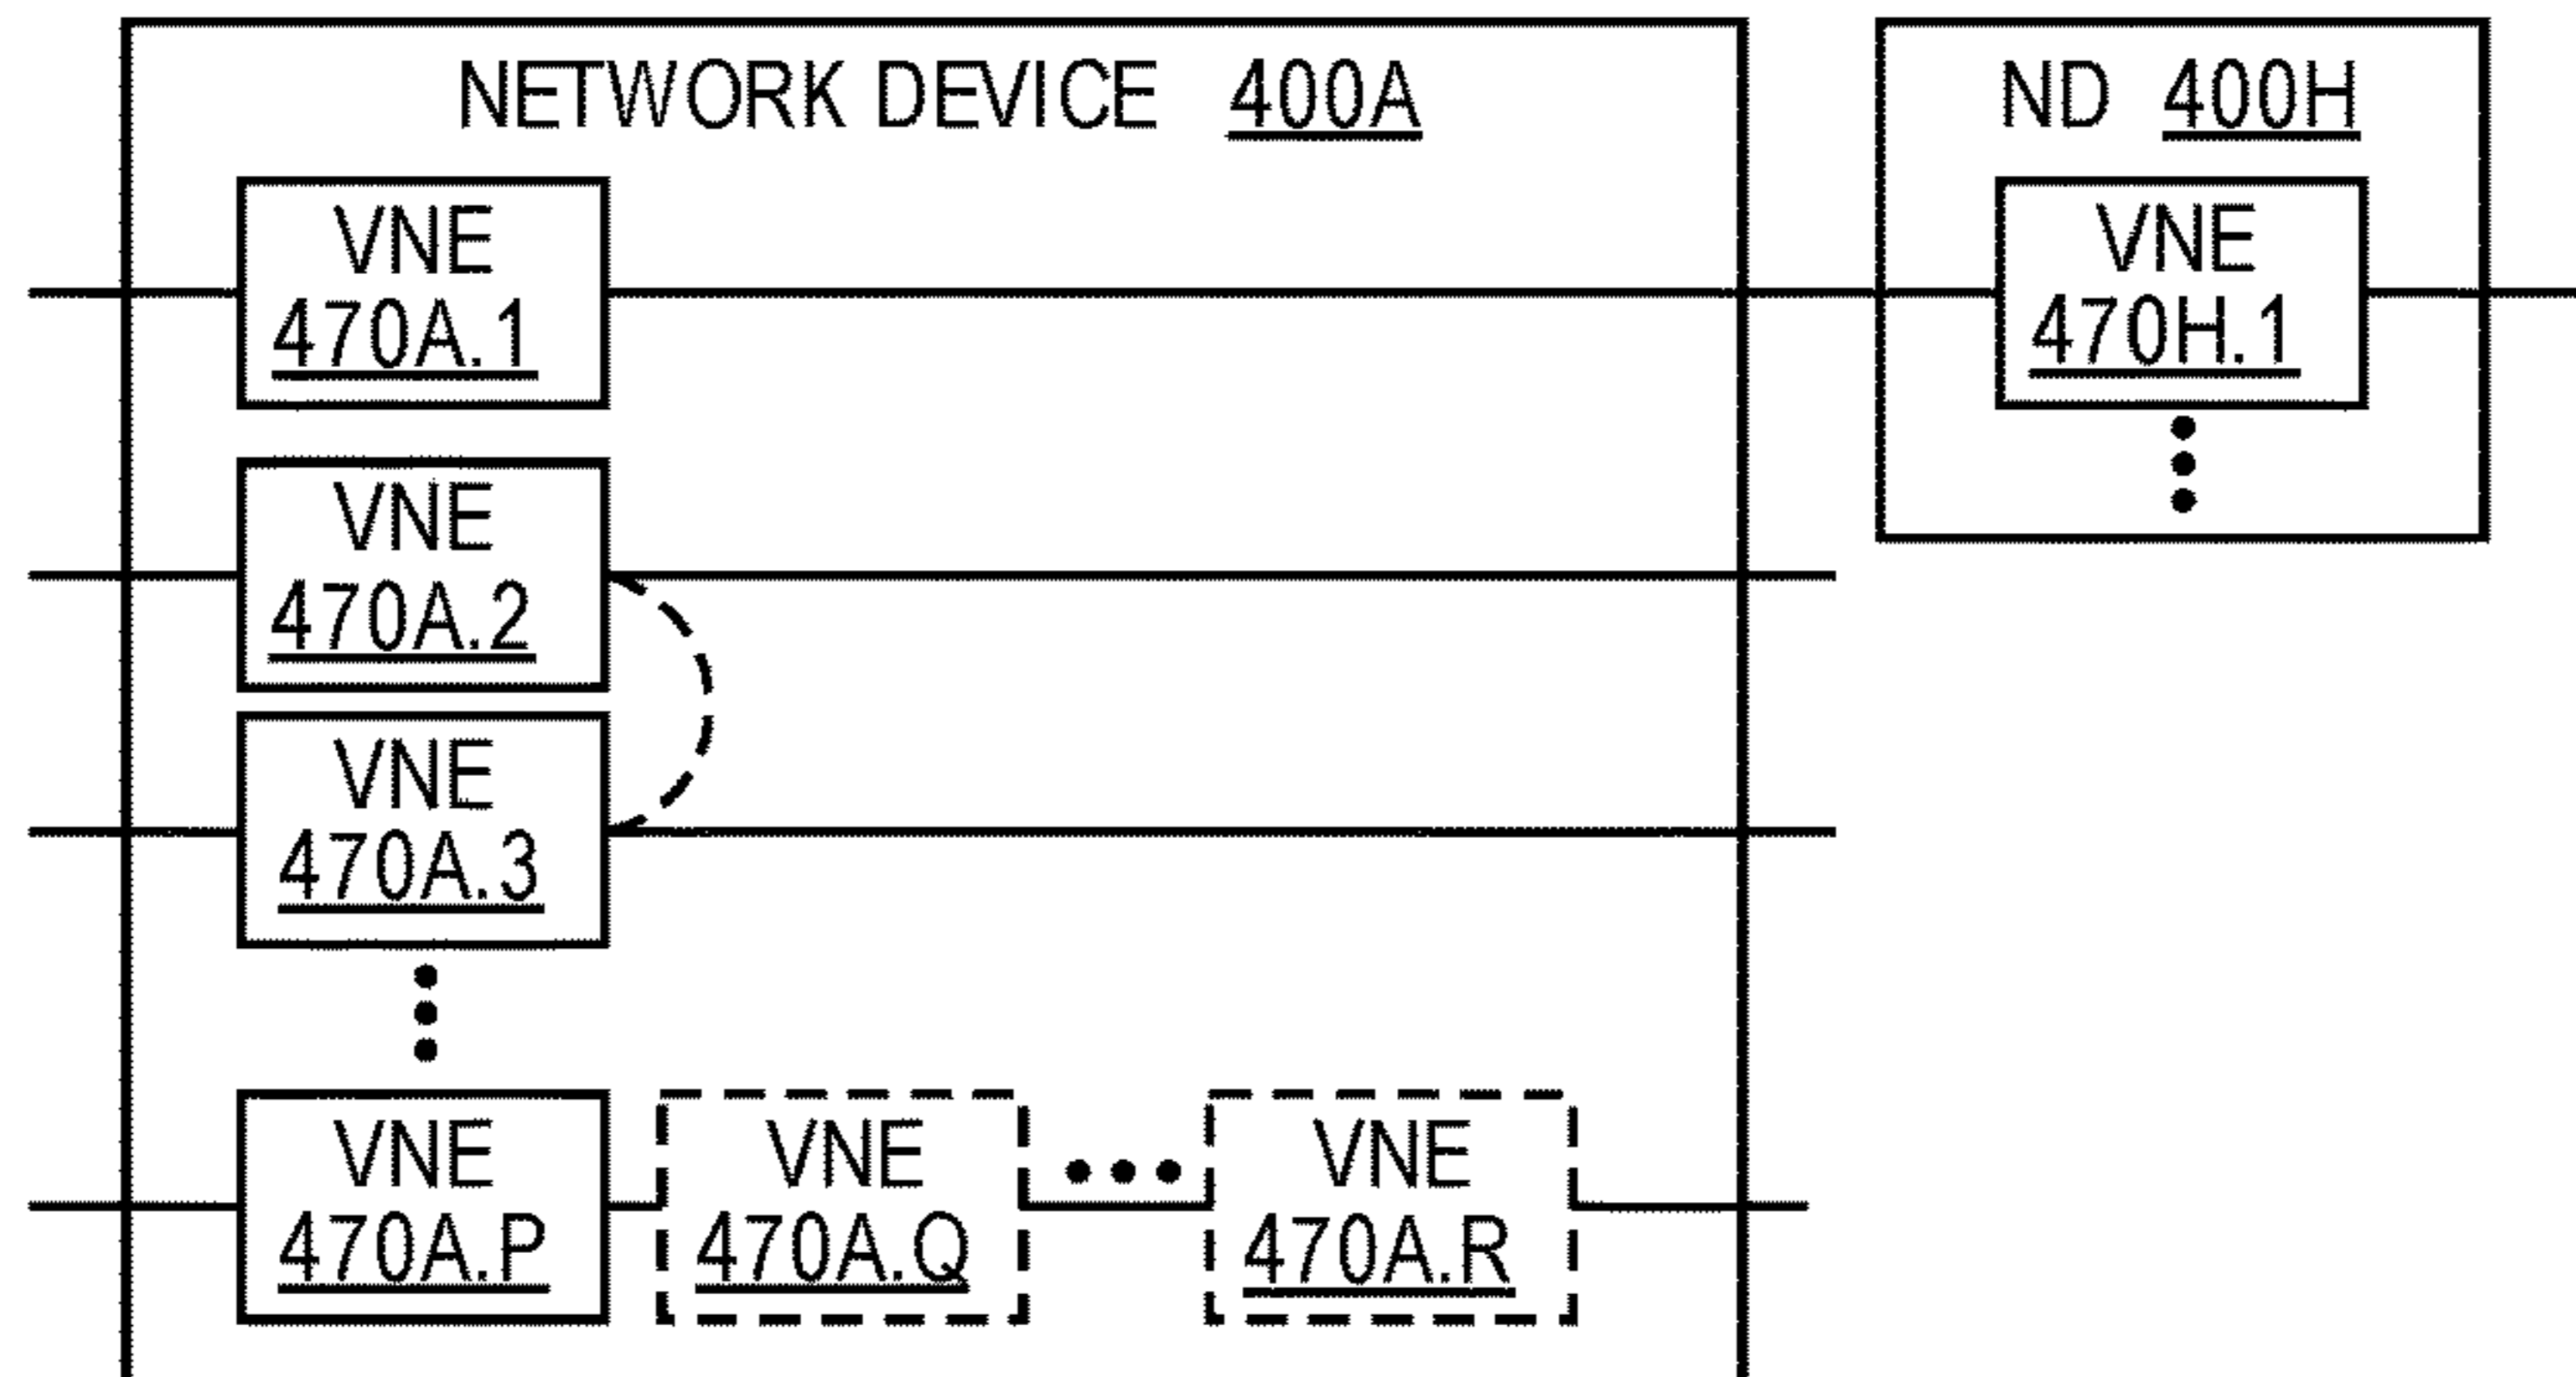 NETWORK DEVICE 400A
ND 400H
VNE
470A.1
VNE
470H.1
VNE
470A.2
VNE
470A.3
VNE
470A.P
VNE
470A.Q
VNE
470A.R